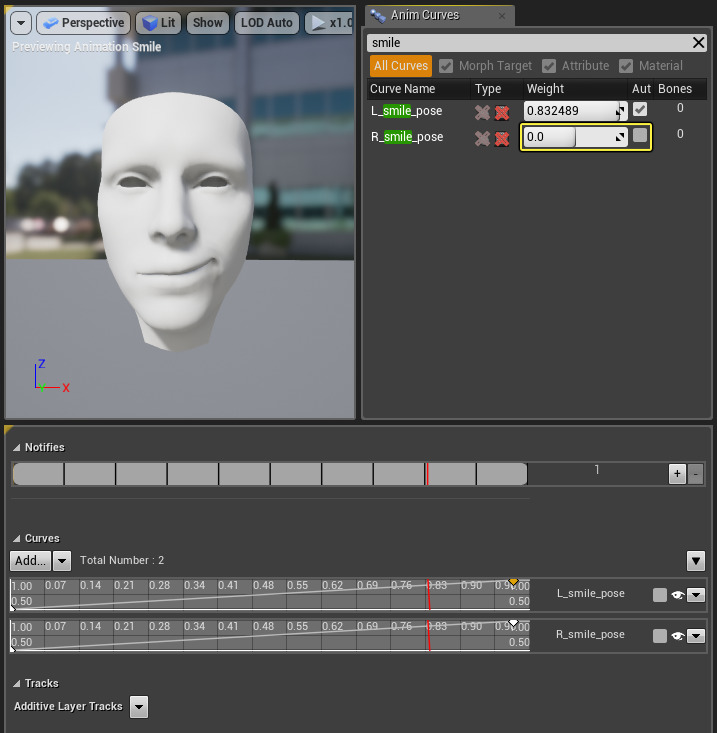 Perspective
Lit
Show
LOD Auto
x1.0
Previewing Animation Smile
Anim Curves
smile
All Curves
Morph Target
Attribute
Material
Curve Name
Type
Weight
Aut
Bones
L_smile_pose
0.832489
0
R_smile_pose
0.0
0
Z
X
Notifies
1
+
-
Curves
Add...
Total Number : 2
1.00 0.07 0.14 0.21 0.28 0.34 0.41 0.48 0.55 0.62 0.69 0.76 0.83 0.90 1.00
0.50 0.50
L_smile_pose
1.00 0.07 0.14 0.21 0.28 0.34 0.41 0.48 0.55 0.62 0.69 0.76 0.83 0.90 1.00
0.50 0.50
R_smile_pose
Tracks
Additive Layer Tracks